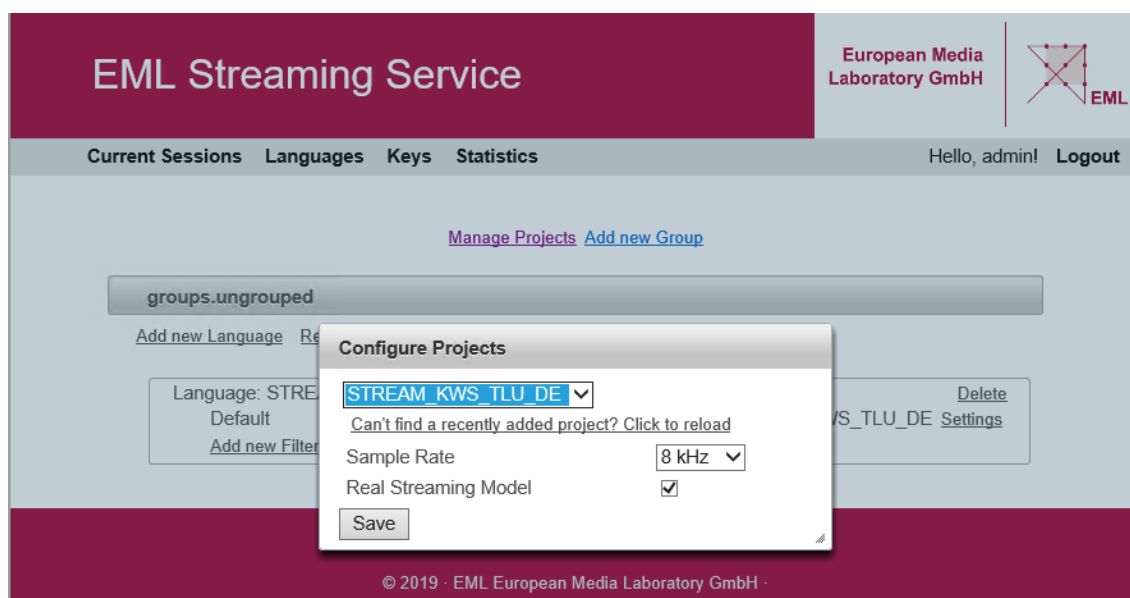 EML Streaming Service
European Media
Laboratory GmbH
EML
Current Sessions Languages Keys Statistics
Hello, admin! Logout
Manage Projects Add new Group
groups.ungrouped
Add new Language
Configure Projects
STREAM_KWS_TLU_DE
Can't find a recently added project? Click to reload
Sample Rate 8 kHz
Real Streaming Model
Save
Language:
Delete
Default
_TLU_DE Settings
Add new Filter
© 2019 · EML European Media Laboratory GmbH ·